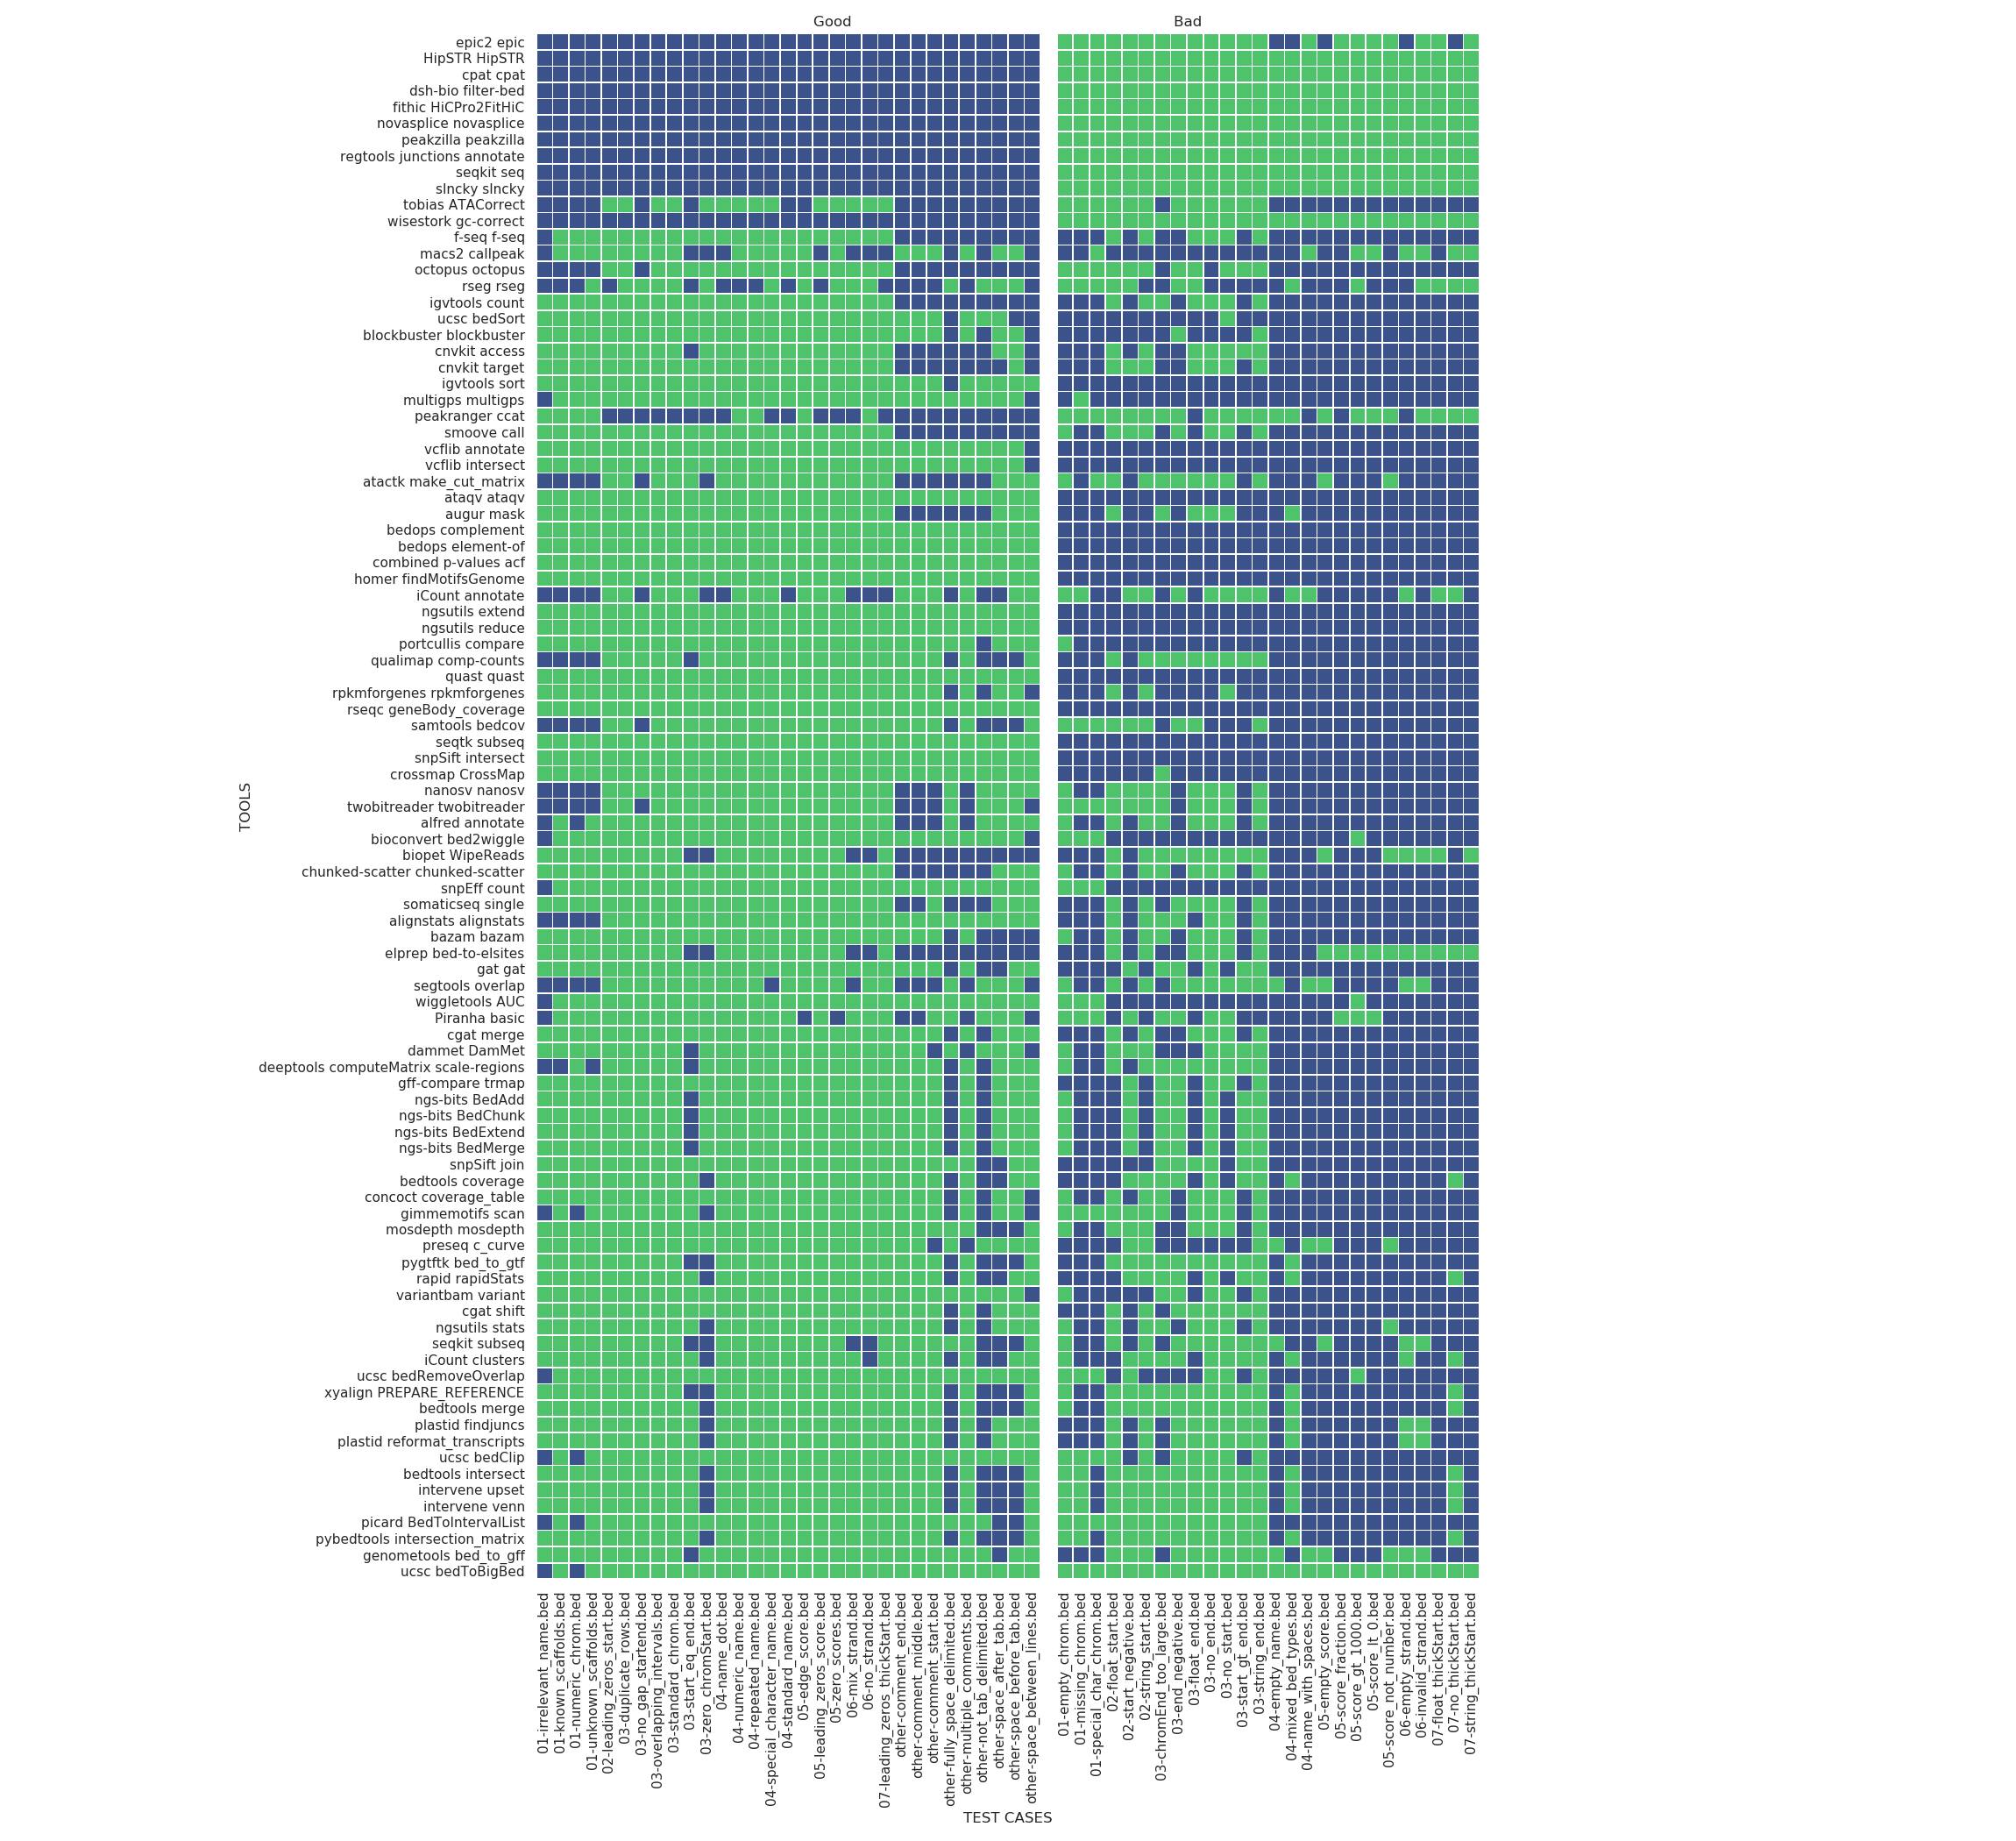 Good
Bad
epic2 epic
HipSTR HipSTR
cpat cpat
dsh-bio filter-bed
fithic HiCPro2FitHiC
novasplice novasplice
peakzilla peakzilla
regtools junctions annotate
seqkit seq
slncky slncky
tobias ATACorrect
wisestork gc-correct
f-seq f-seq
macs2 callpeak
octopus octopus
rseg rseg
igvtools count
ucsc bedSort
blockbuster blockbuster
cnvkit access
cnvkit target
igvtools sort
multigps multigps
peakranger ccat
smoove call
vcflib annotate
vcflib intersect
atactk make_cut_matrix
ataqv ataqv
augur mask
bedops complement
bedops element-of
combined p-values acf
homer findMotifsGenome
iCount annotate
ngsutils extend
ngsutils reduce
portcullis compare
qualimap comp-counts
quast quast
rpkmforgenes rpkmforgenes
rseqc geneBody_coverage
samtools bedcov
seqtk subseq
snpSift intersect
crossmap CrossMap
nanosv nanosv
twobitreader twobitreader
alfred annotate
bioconvert bed2wiggle
biopet WipeReads
chunked-scatter chunked-scatter
snpEff count
somaticseq single
alignstats alignstats
bazam bazam
elprep bed-to-elsites
gat gat
segtools overlap
wiggletools AUC
Piranha basic
cgat merge
dammet DamMet
deeptools computeMatrix scale-regions
gff-compare trmap
ngs-bits BedAdd
ngs-bits BedChunk
ngs-bits BedExtend
ngs-bits BedMerge
snpSift join
bedtools coverage
concoct coverage_table
gimmemotifs scan
mosdepth mosdepth
preseq c_curve
pygtftk bed_to_gtf
rapid rapidStats
variantbam variant
cgat shift
ngsutils stats
seqkit subseq
iCount clusters
ucsc bedRemoveOverlap
xyalign PREPARE_REFERENCE
bedtools merge
plastid findjuncs
plastid reformat_transcripts
ucsc bedClip
bedtools intersect
intervene upset
intervene venn
picard BedToIntervalList
pybedtools intersection_matrix
genometools bed_to_gff
ucsc bedToBigBed
TOOLS
01-irrelevant_name.bed
01-known_scaffolds.bed
01-numeric_chrom.bed
01-unknown_scaffolds.bed
02-leading_zeros_start.bed
03-duplicate_rows.bed
03-no_gap_startend.bed
03-overlapping_intervals.bed
03-standard_chrom.bed
03-start_eq_end.bed
03-zero_chromStart.bed
04-name_dot.bed
04-numeric_name.bed
04-repeated_name.bed
04-special_character_name.bed
04-standard_name.bed
05-edge_score.bed
05-leading_zeros_score.bed
05-zero_scores.bed
06-mix_strand.bed
06-no_strand.bed
07-leading_zeros_thickStart.bed
other-comment_end.bed
other-comment_middle.bed
other-comment_start.bed
other-fully_space_delimited.bed
other-multiple_comments.bed
other-not_tab_delimited.bed
other-space_after_tab.bed
other-space_before_tab.bed
other-space_between_lines.bed
01-empty_chrom.bed
01-missing_chrom.bed
01-special_char_chrom.bed
02-float_start.bed
02-start_negative.bed
02-string_start.bed
03-chromEnd_too_large.bed
03-end_negative.bed
03-float_end.bed
03-no_end.bed
03-no-start.bed
03-start_gt_end.bed
03-string_end.bed
04-empty_name.bed
04-mixed_bed_types.bed
04-name_with_spaces.bed
05-empty_score.bed
05-score_fraction.bed
05-score_gt_1000.bed
05-score_lt_0.bed
05-score_not_number.bed
06-empty_strand.bed
06-invalid_strand.bed
07-float_thickStart.bed
07-no_thickStart.bed
07-string_thickStart.bed
TEST CASES